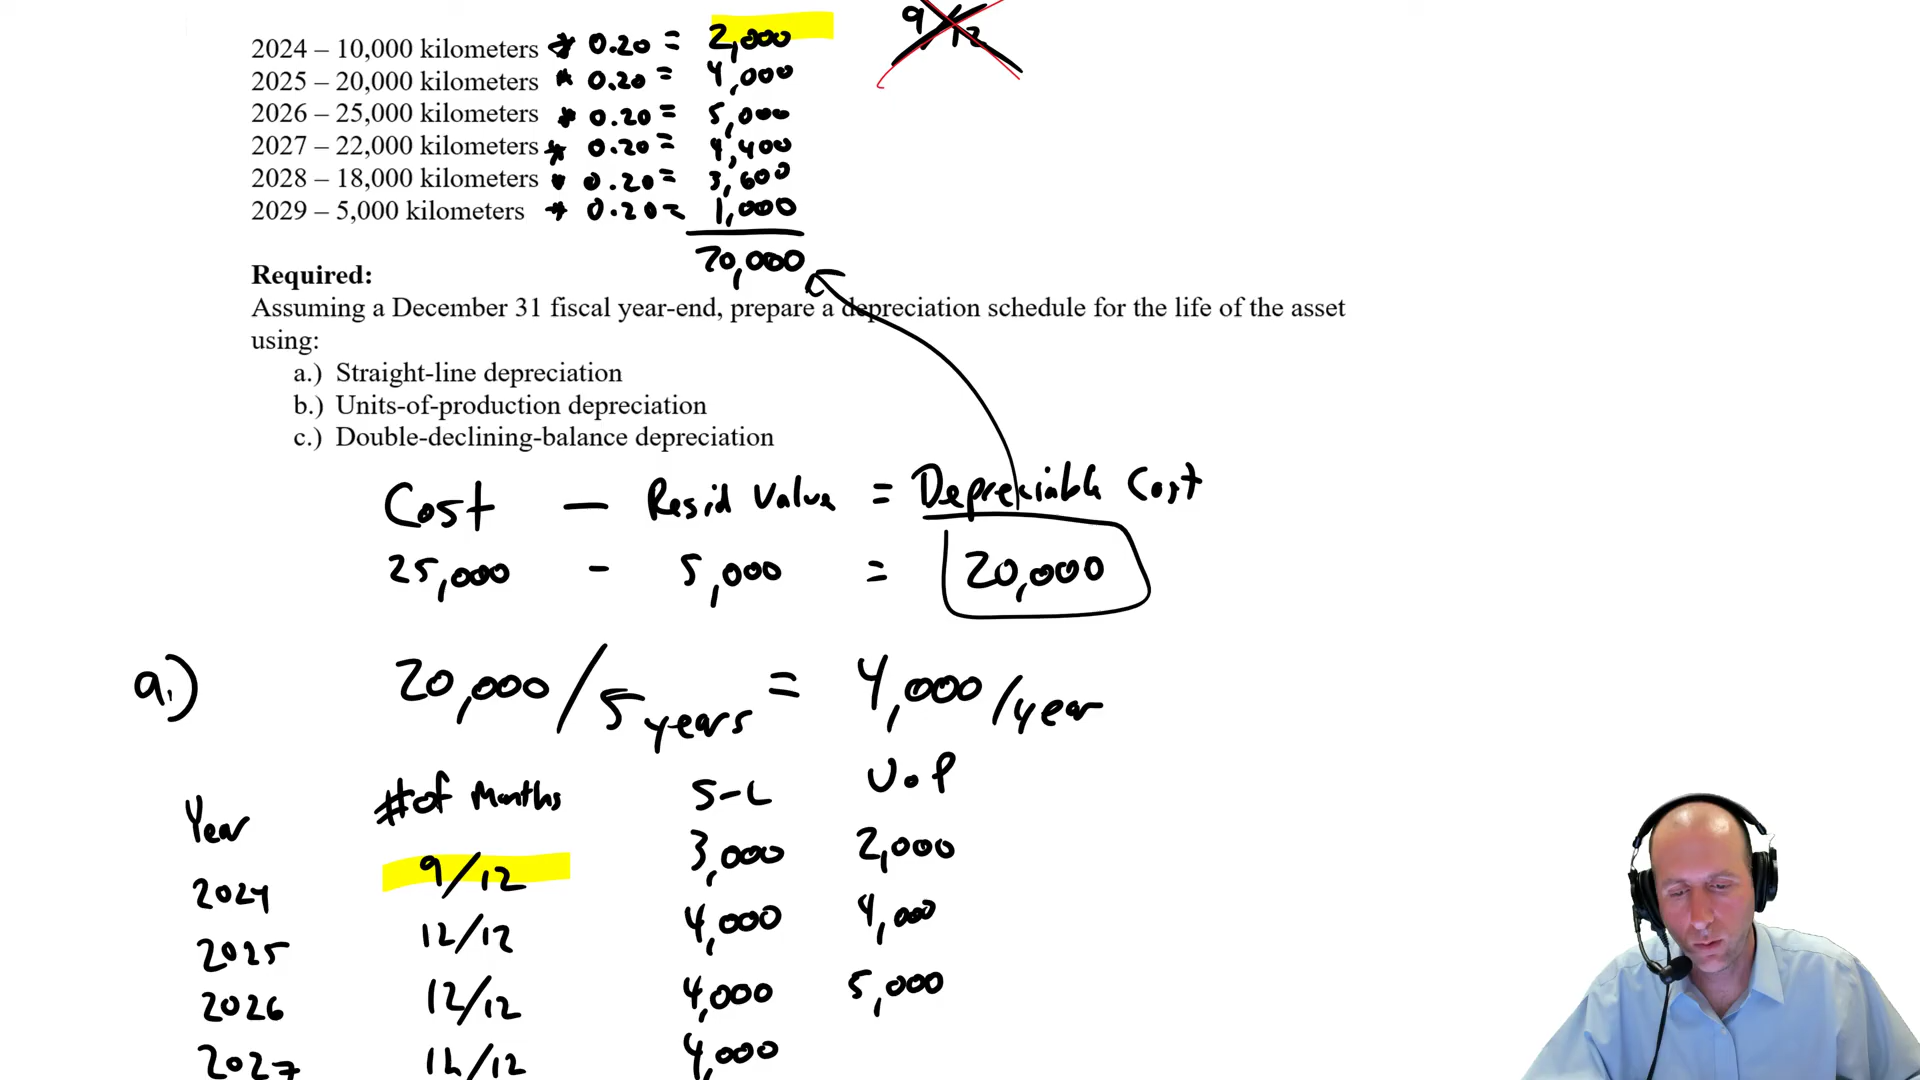 9/12
2024 – 10,000 kilometers * 0.20 = 2,000
2025 – 20,000 kilometers * 0.20 = 4,000
2026 – 25,000 kilometers * 0.20 = 5,000
2027 – 22,000 kilometers * 0.20 = 4,400
2028 – 18,000 kilometers * 0.20 = 3,600
2029 – 5,000 kilometers * 0.20 = 1,000
20,000
Required:
Assuming a December 31 fiscal year-end, prepare a depreciation schedule for the life of the asset
using:
a.) Straight-line depreciation
b.) Units-of-production depreciation
c.) Double-declining-balance depreciation
Cost – Resid Value = Depreciable Cost
25,000 - 5,000 = 20,000
a.) 20,000 / 5 years = 4,000 /year
Year # of Months S-L U.o.P
2024 9/12 3,000 2,000
2025 12/12 4,000 4,000
2026 12/12 4,000 5,000
2027 12/12 4,000